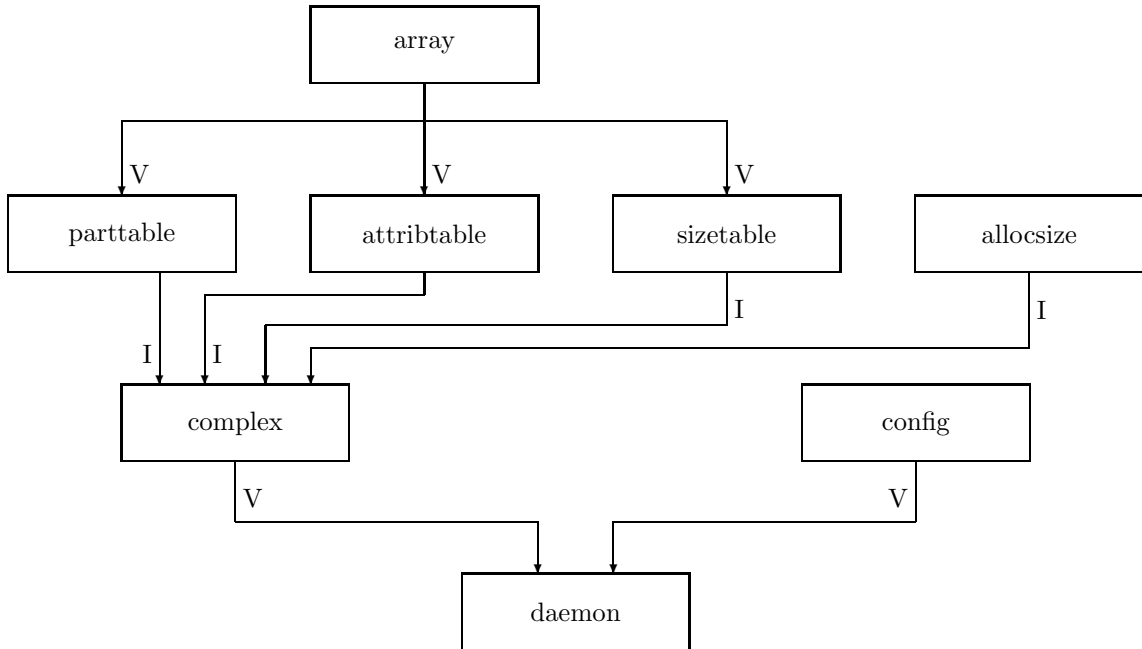 array
V V V
parttable attribtable sizetable allocsize
I I
I I
complex config
V V
daemon